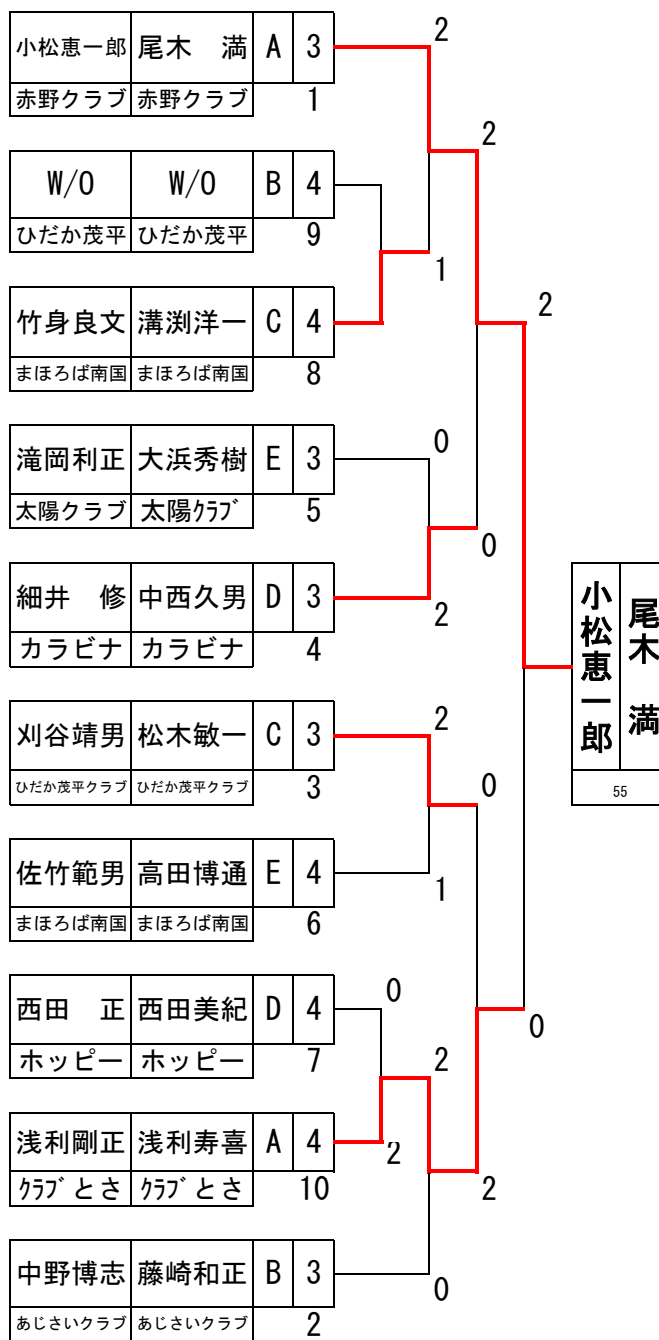 小松恵一郎 尾木　満 A 3
赤野クラブ 赤野クラブ 1
2
2
W/O W/O B 4
ひだか茂平 ひだか茂平 9
1
竹身良文 溝渕洋一 C 4
まほろば南国 まほろば南国 8
2
滝岡利正 大浜秀樹 E 3
太陽クラブ 太陽ｸﾗﾌﾞ 5
0
0
細井　修 中西久男 D 3
カラビナ カラビナ 4
2
小松恵一郎 尾木　満
55
刈谷靖男 松木敏一 C 3
ひだか茂平クラブ ひだか茂平クラブ 3
2
0
佐竹範男 高田博通 E 4
まほろば南国 まほろば南国 6
1
西田　正 西田美紀 D 4
ホッピー ホッピー 7
0
2
0
浅利剛正 浅利寿喜 A 4
ｸﾗﾌﾞとさ ｸﾗﾌﾞとさ 10
2
2
中野博志 藤崎和正 B 3
あじさいクラブ あじさいクラブ 2
0